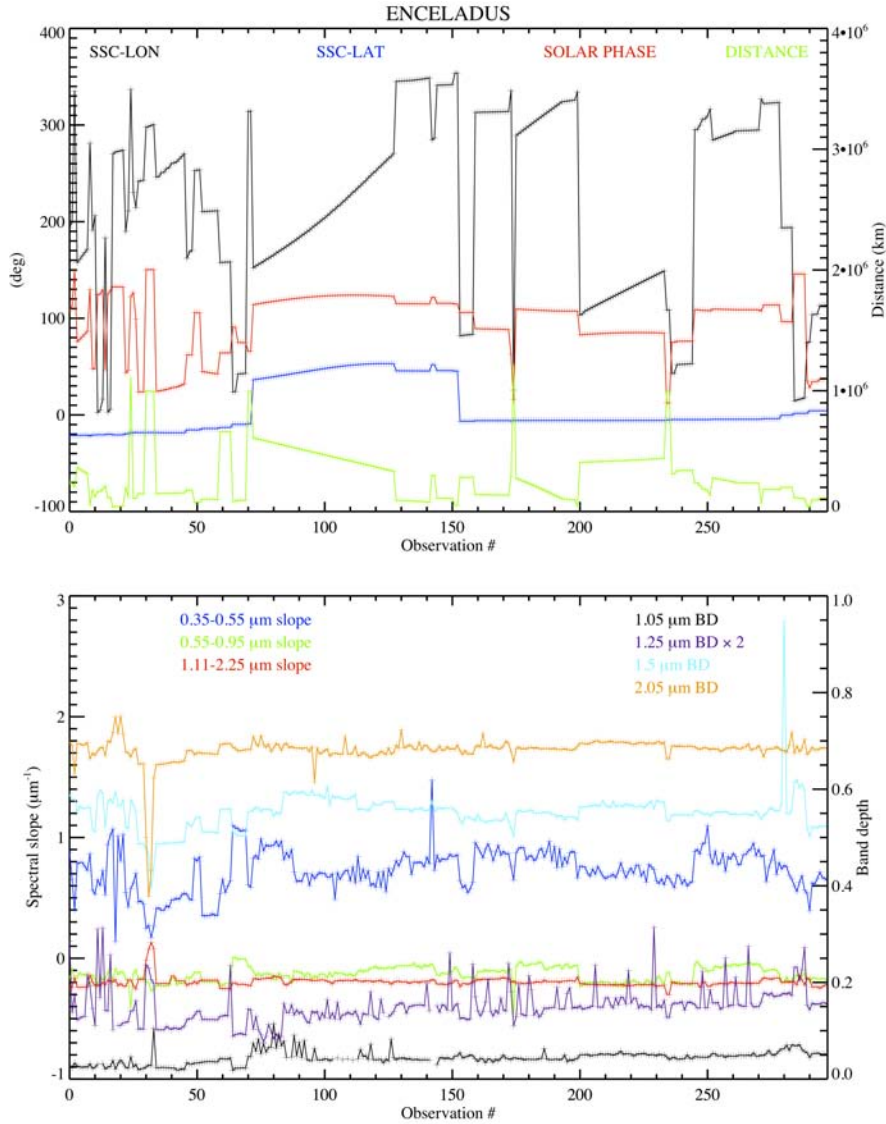 ENCELADUS
400
4•10⁶
SSC-LON SSC-LAT SOLAR PHASE DISTANCE
300
3•10⁶
200
(deg)
2•10⁶
Distance (km)
100
1•10⁶
0
-100
0
0 50 100 150 200 250
Observation #
3
1.0
0.35-0.55 μm slope 1.05 μm BD
0.55-0.95 μm slope 1.25 μm BD × 2
1.11-2.25 μm slope 1.5 μm BD
2.05 μm BD
0.8
2
0.6
Spectral slope (μm⁻¹)
1
Band depth
0.4
0
0.2
-1
0.0
0 50 100 150 200 250
Observation #